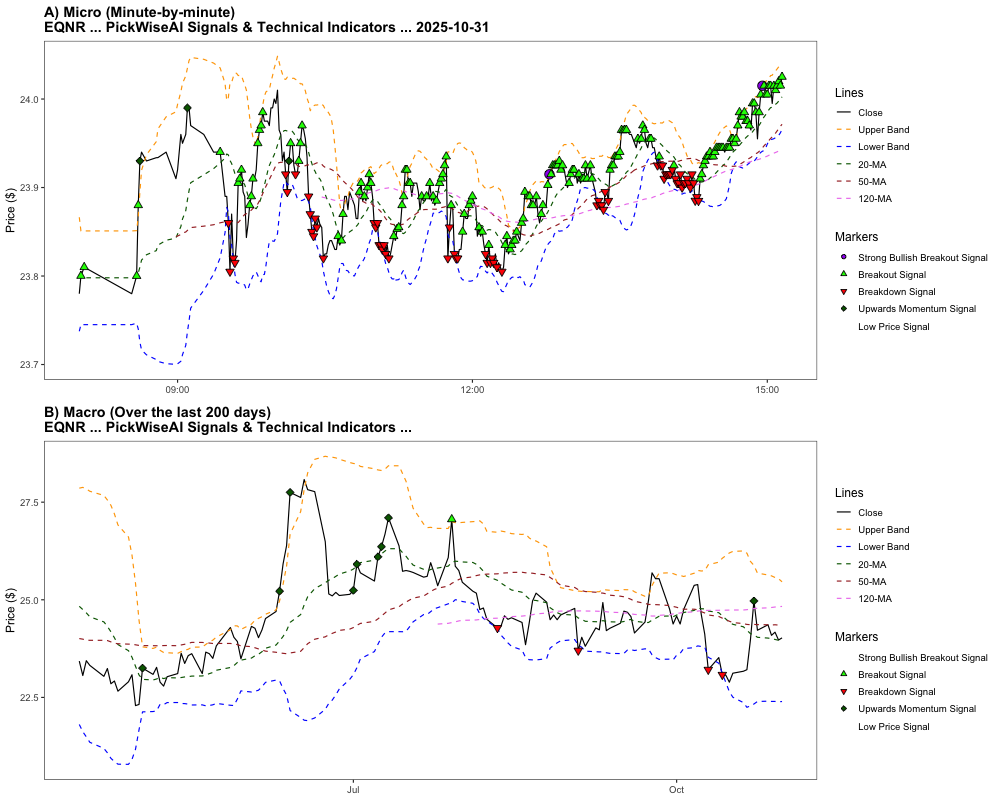 A) Micro (Minute-by-minute)
EQNR ... PickWiseAI Signals & Technical Indicators ... 2025-10-31
24.0
23.9
23.8
23.7
Price ($)
09:00
12:00
15:00
Lines
Close
Upper Band
Lower Band
20-MA
50-MA
120-MA
Markers
Strong Bullish Breakout Signal
Breakout Signal
Breakdown Signal
Upwards Momentum Signal
Low Price Signal
B) Macro (Over the last 200 days)
EQNR ... PickWiseAI Signals & Technical Indicators ...
27.5
25.0
22.5
Price ($)
Jul
Oct
Lines
Close
Upper Band
Lower Band
20-MA
50-MA
120-MA
Markers
Strong Bullish Breakout Signal
Breakout Signal
Breakdown Signal
Upwards Momentum Signal
Low Price Signal